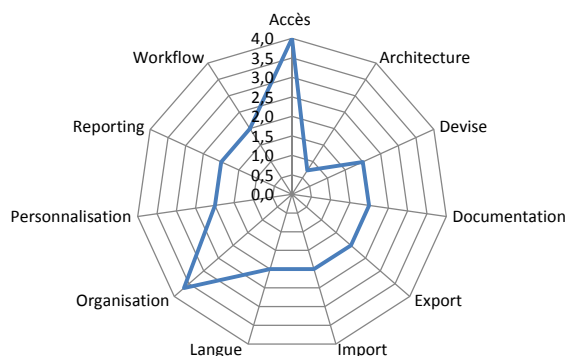 Accès
Workflow
Architecture
Reporting
Devise
Personnalisation
Documentation
Organisation
Export
Langue
Import
4,0
3,5
3,0
2,5
2,0
1,5
1,0
0,5
0,0